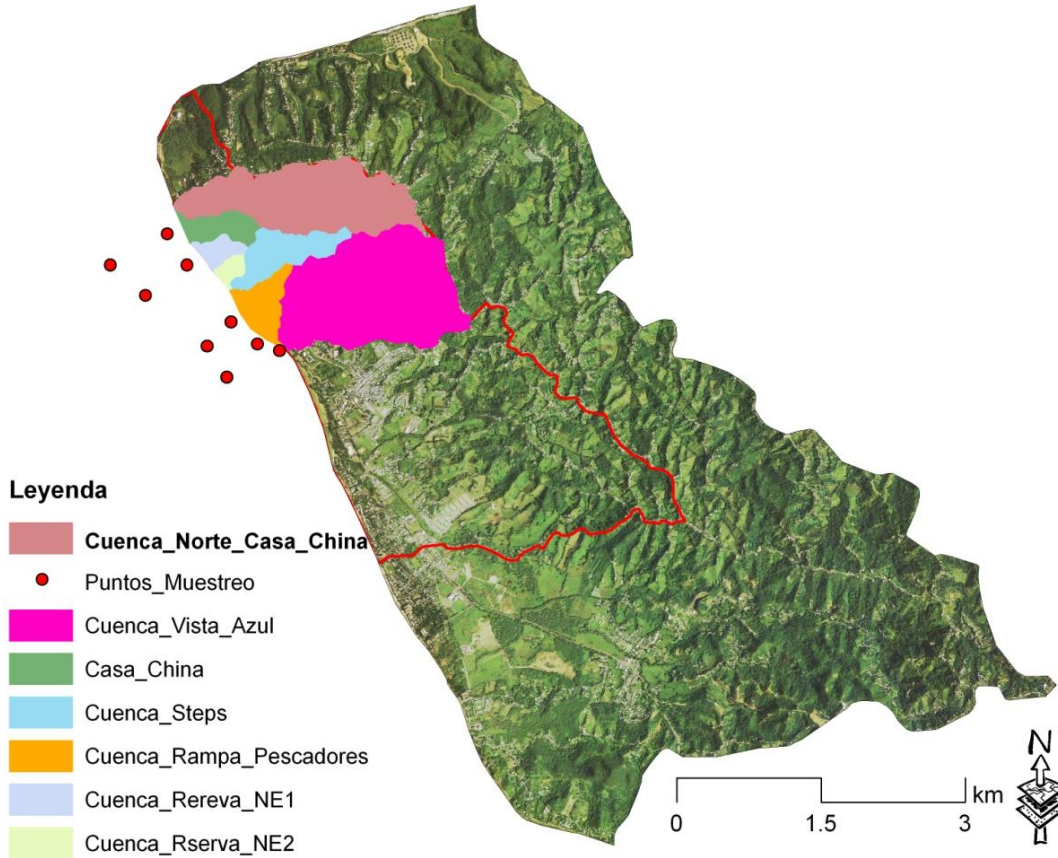 Leyenda
Cuenca_Norte_Casa_China
Puntos_Muestreo
Cuenca_Vista_Azul
Casa_China
Cuenca_Steps
Cuenca_Rampa_Pescadores
Cuenca_Rereva_NE1
Cuenca_Rserva_NE2
N
km
0 1.5 3